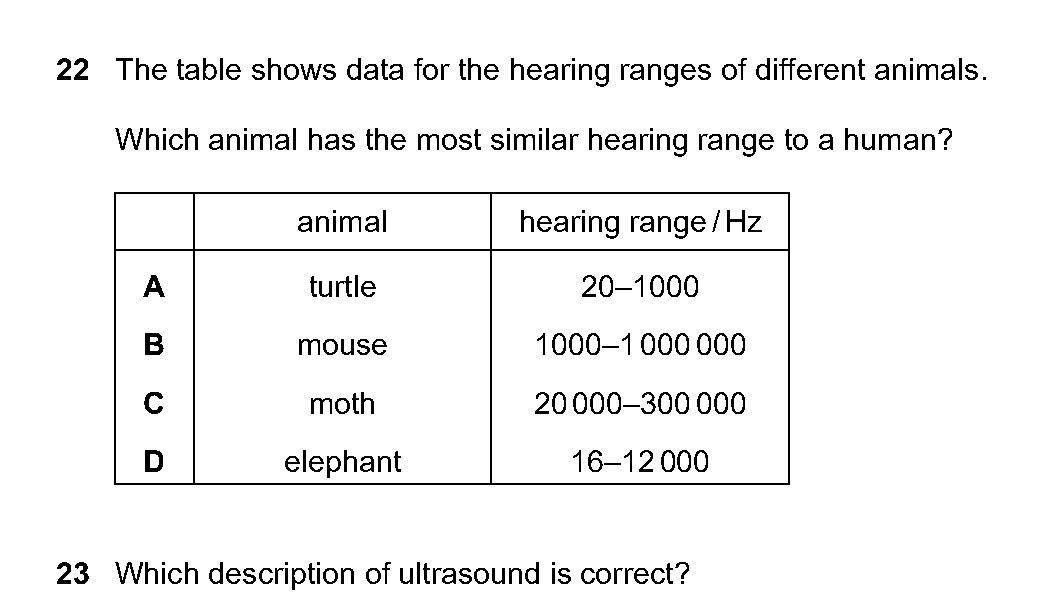 22 The table shows data for the hearing ranges of different animals.
Which animal has the most similar hearing range to a human?
animal hearing range / Hz
A turtle 20–1000
B mouse 1000–1 000 000
C moth 20 000–300 000
D elephant 16–12 000
23 Which description of ultrasound is correct?